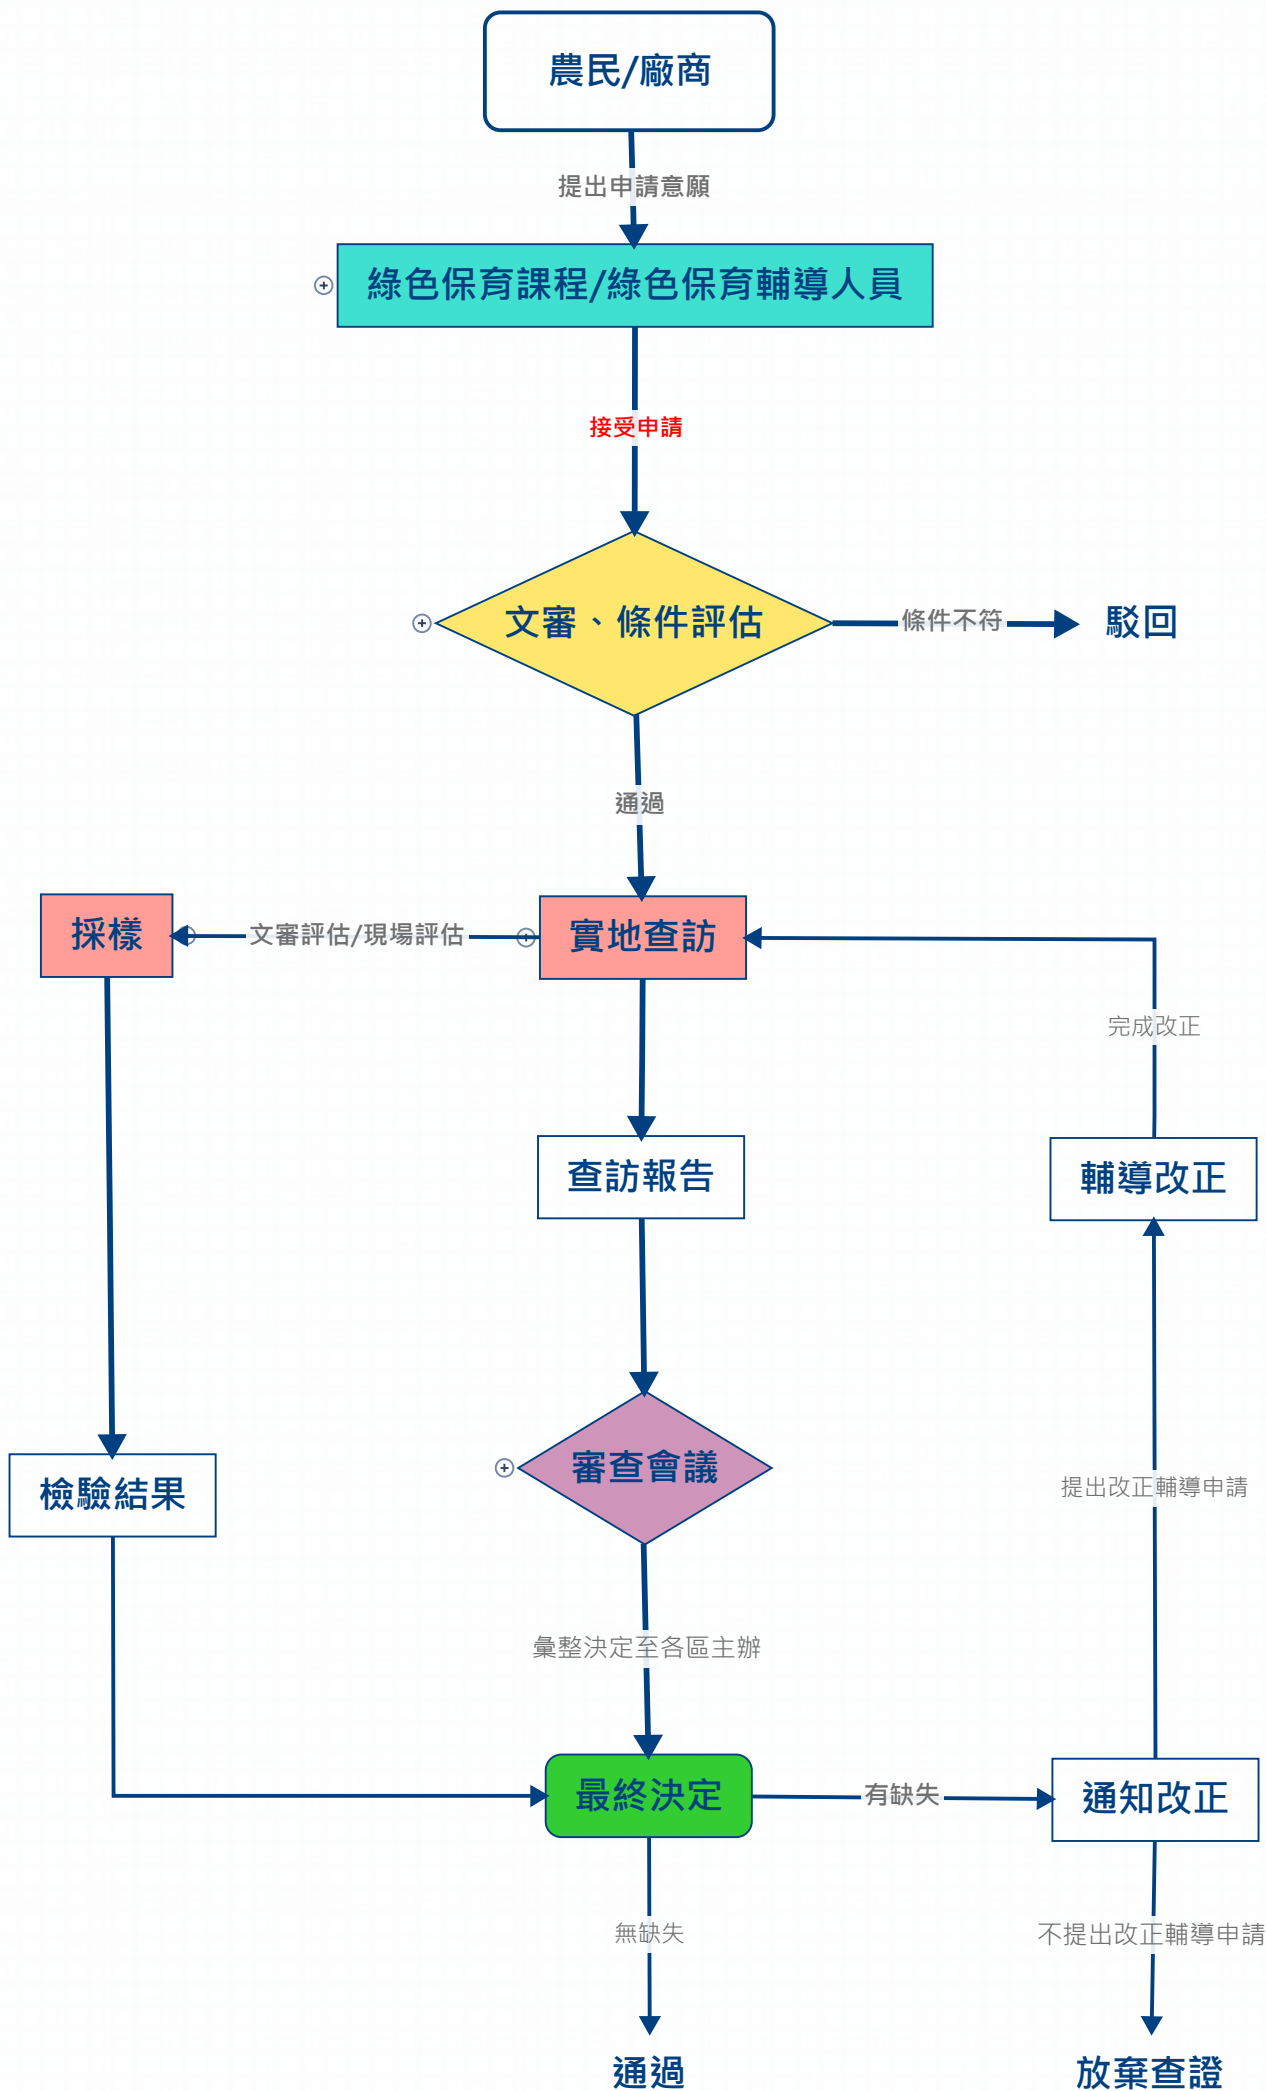 農民/廠商
提出申請意願
綠色保育課程/綠色保育輔導人員
接受申請
文審、條件評估
條件不符
駁回
通過
採樣
文審評估/現場評估
實地查訪
完成改正
查訪報告
輔導改正
審查會議
提出改正輔導申請
檢驗結果
彙整決定至各區主辦
最終決定
有缺失
通知改正
無缺失
不提出改正輔導申請
通過
放棄查證